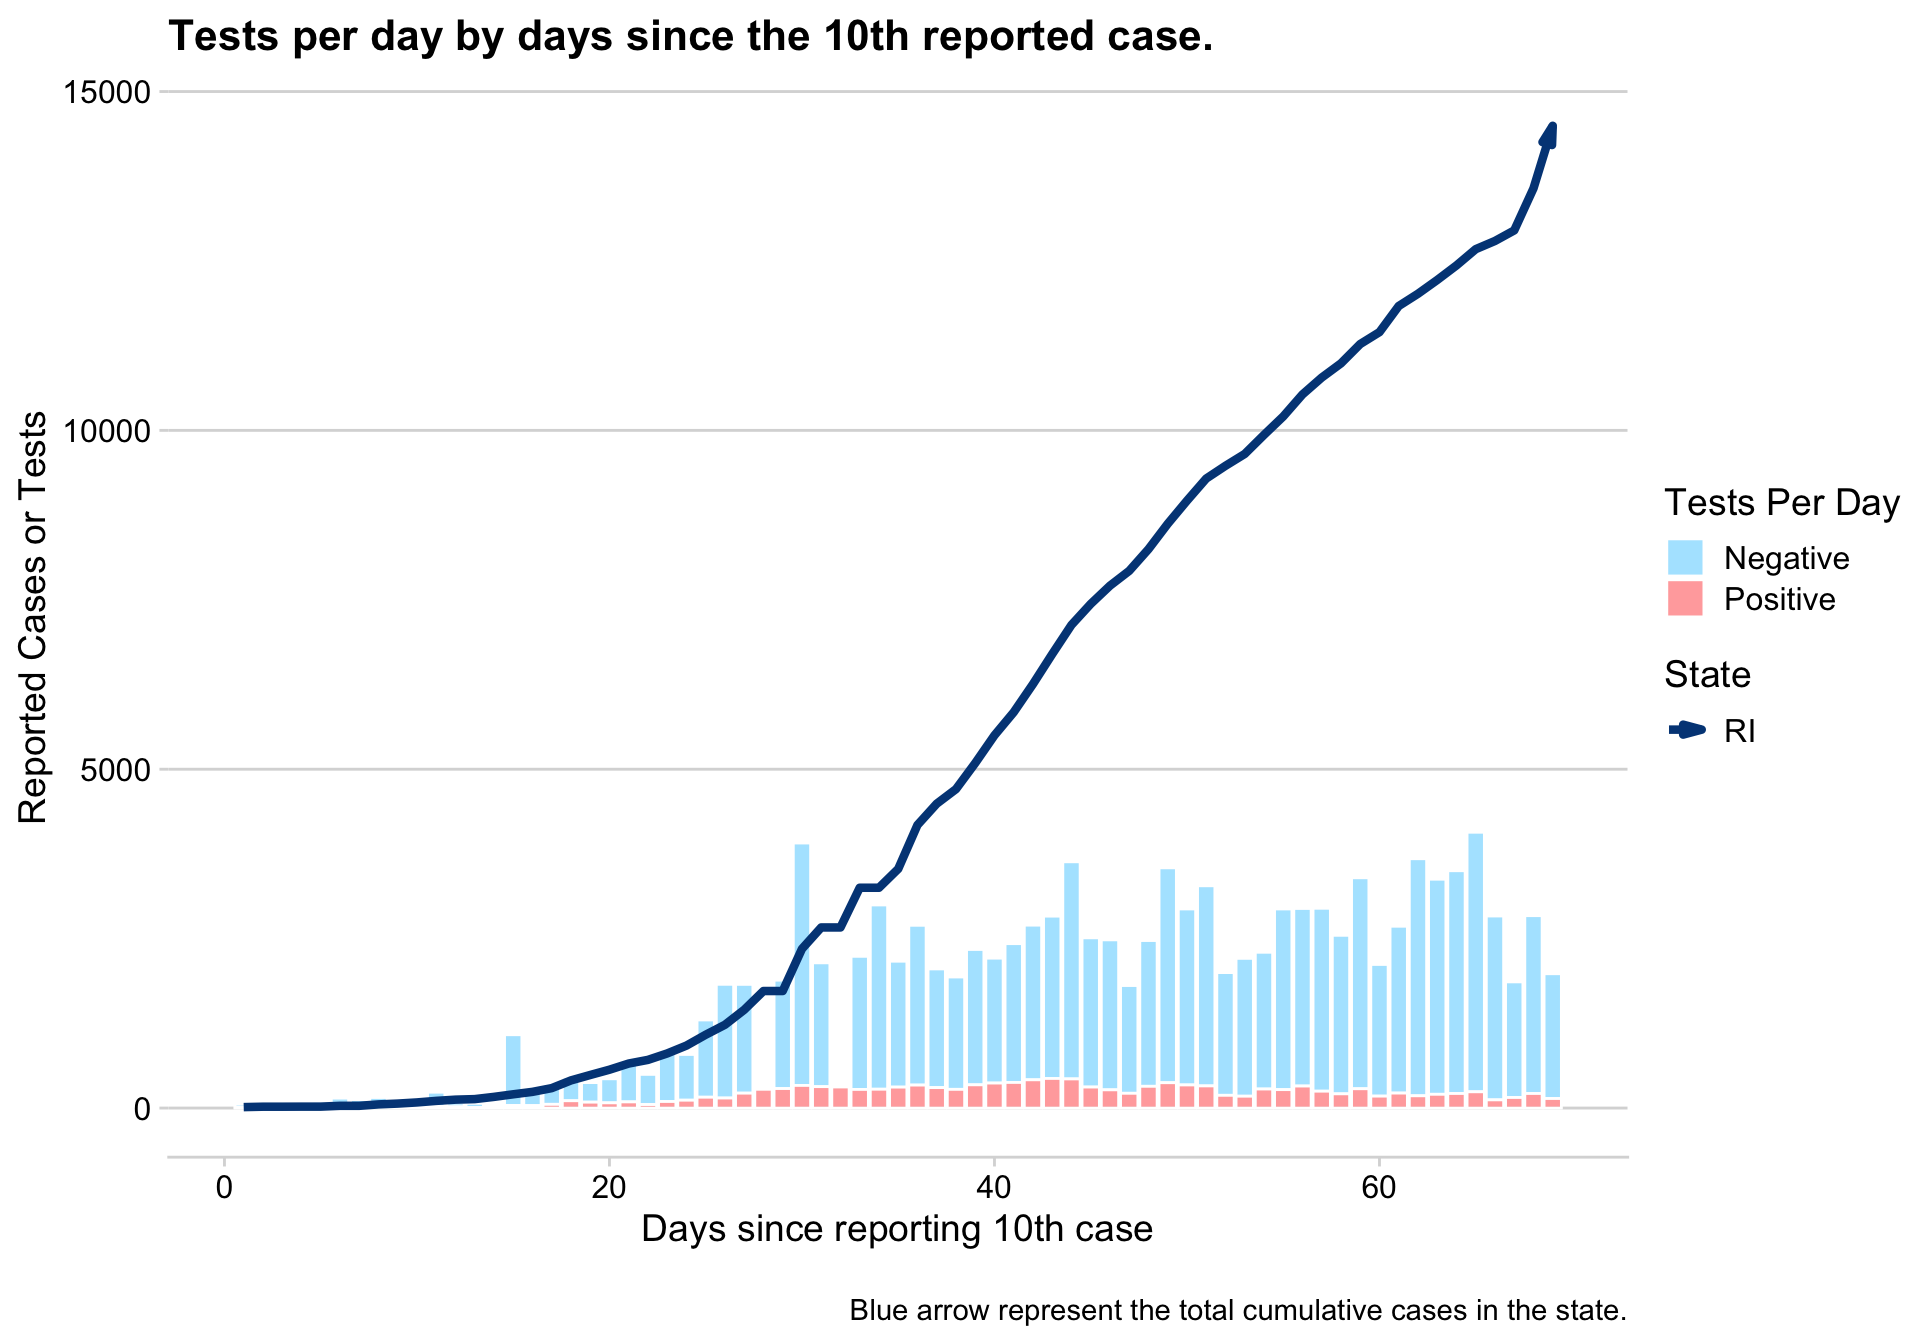 Tests per day by days since the 10th reported case.
15000
10000
5000
0
Reported Cases or Tests
0
20
40
60
Days since reporting 10th case
Tests Per Day
Negative
Positive
State
RI
Blue arrow represent the total cumulative cases in the state.